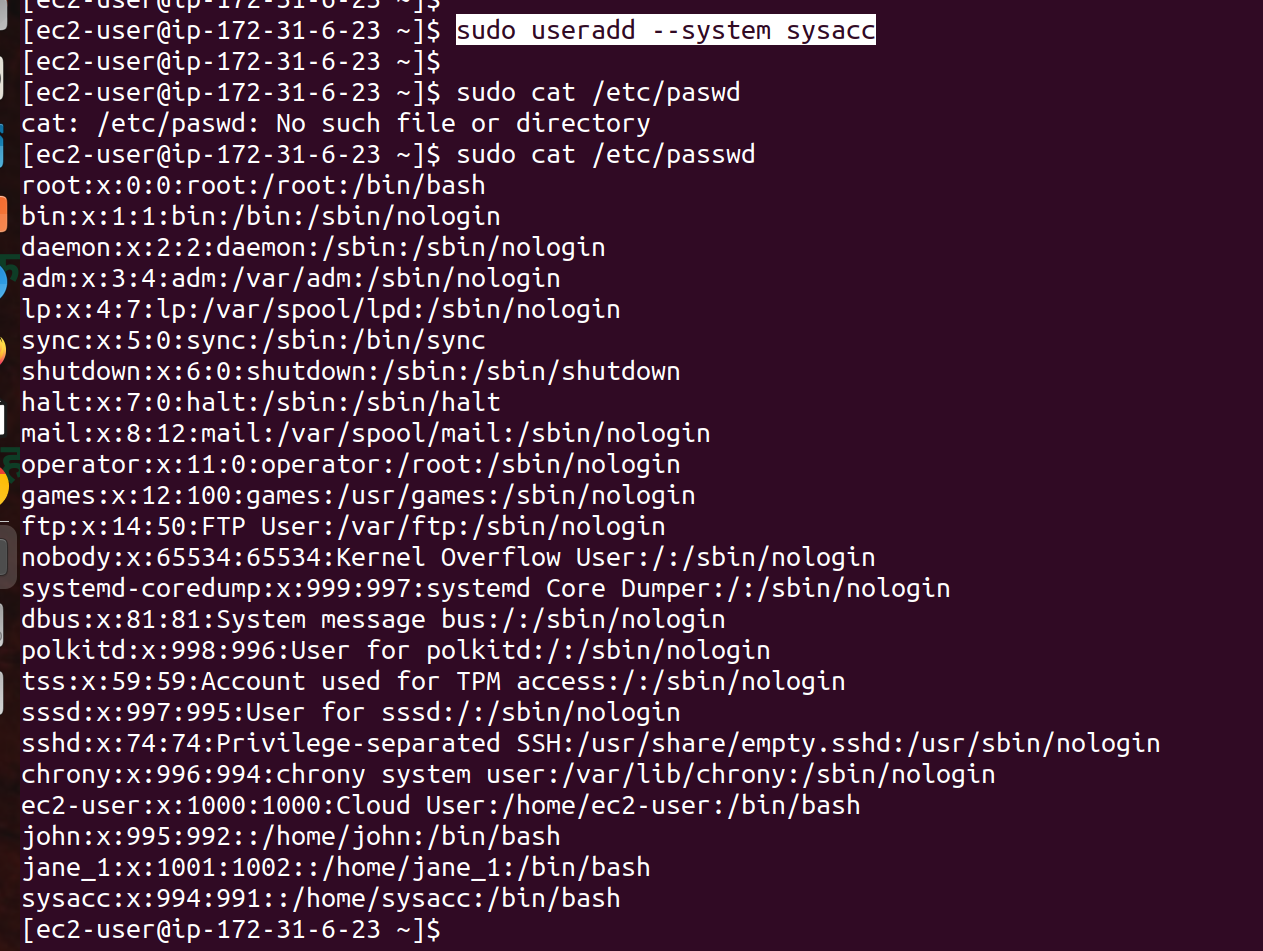 [ec2-user@ip-172-31-6-23 ~]$
[ec2-user@ip-172-31-6-23 ~]$ sudo useradd --system sysacc
[ec2-user@ip-172-31-6-23 ~]$
[ec2-user@ip-172-31-6-23 ~]$ sudo cat /etc/paswd
cat: /etc/paswd: No such file or directory
[ec2-user@ip-172-31-6-23 ~]$ sudo cat /etc/passwd
root:x:0:0:root:/root:/bin/bash
bin:x:1:1:bin:/bin:/sbin/nologin
daemon:x:2:2:daemon:/sbin:/sbin/nologin
adm:x:3:4:adm:/var/adm:/sbin/nologin
lp:x:4:7:lp:/var/spool/lpd:/sbin/nologin
sync:x:5:0:sync:/sbin:/bin/sync
shutdown:x:6:0:shutdown:/sbin:/sbin/shutdown
halt:x:7:0:halt:/sbin:/sbin/halt
mail:x:8:12:mail:/var/spool/mail:/sbin/nologin
operator:x:11:0:operator:/root:/sbin/nologin
games:x:12:100:games:/usr/games:/sbin/nologin
ftp:x:14:50:FTP User:/var/ftp:/sbin/nologin
nobody:x:65534:65534:Kernel Overflow User:/:/sbin/nologin
systemd-coredump:x:999:997:systemd Core Dumper:/:/sbin/nologin
dbus:x:81:81:System message bus:/:/sbin/nologin
polkitd:x:998:996:User for polkitd:/:/sbin/nologin
tss:x:59:59:Account used for TPM access:/:/sbin/nologin
sssd:x:997:995:User for sssd:/:/sbin/nologin
sshd:x:74:74:Privilege-separated SSH:/usr/share/empty.sshd:/usr/sbin/nologin
chrony:x:996:994:chrony system user:/var/lib/chrony:/sbin/nologin
ec2-user:x:1000:1000:Cloud User:/home/ec2-user:/bin/bash
john:x:995:992::/home/john:/bin/bash
jane_1:x:1001:1002::/home/jane_1:/bin/bash
sysacc:x:994:991::/home/sysacc:/bin/bash
[ec2-user@ip-172-31-6-23 ~]$